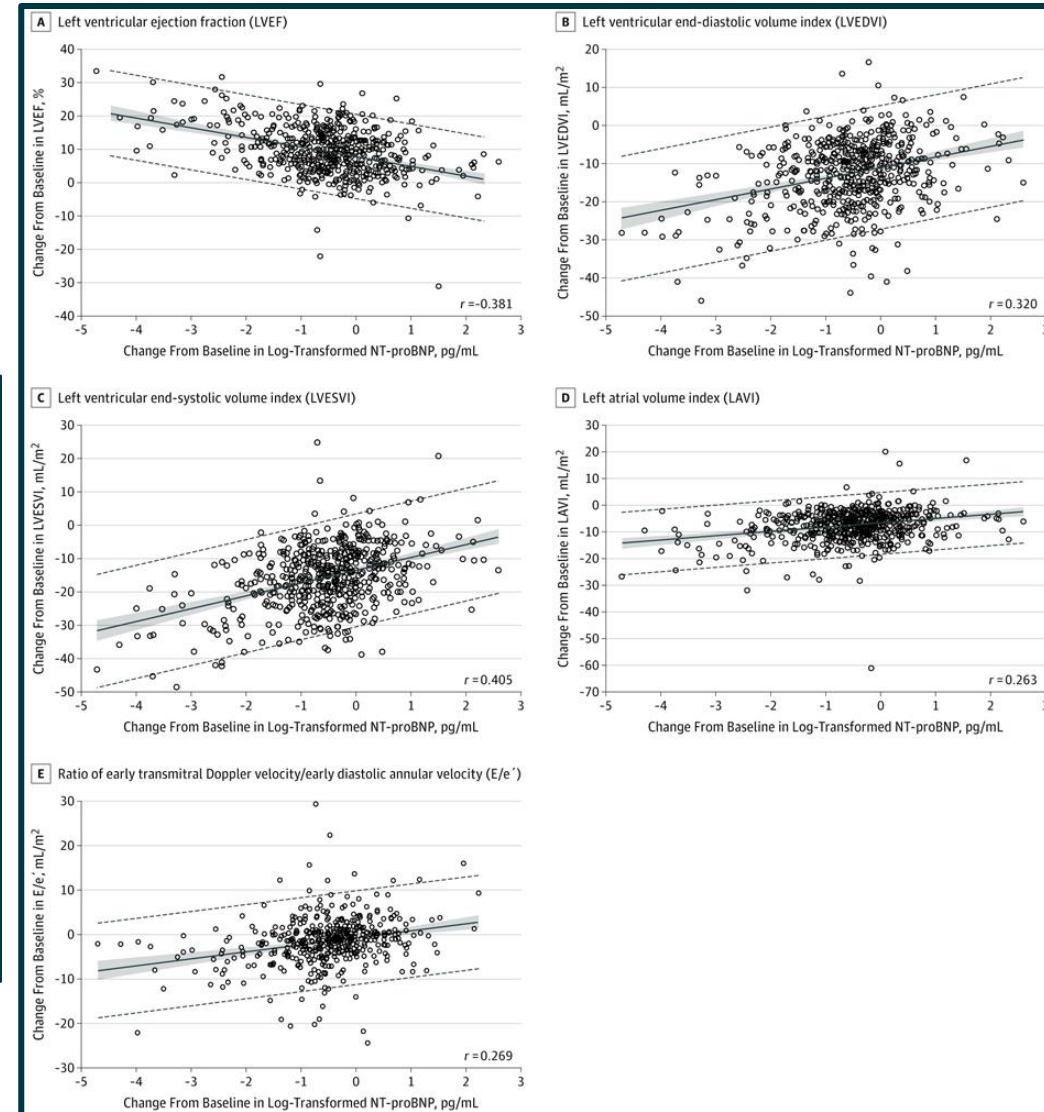 A Left ventricular ejection fraction (LVEF)
40
30
20
10
0
-10
-20
-30
-40
Change From Baseline in LVEF, %
r=-0.381
-5 -4 -3 -2 -1 0 1 2 3
Change From Baseline in Log-Transformed NT-proBNP, pg/mL
B Left ventricular end-diastolic volume index (LVEDVI)
20
10
0
-10
-20
-30
-40
-50
Change From Baseline in LVEDVI, mL/m²
r=0.320
-5 -4 -3 -2 -1 0 1 2 3
Change From Baseline in Log-Transformed NT-proBNP, pg/mL
C Left ventricular end-systolic volume index (LVESVI)
30
20
10
0
-10
-20
-30
-40
-50
Change From Baseline in LVESVI, mL/m²
r=0.405
-5 -4 -3 -2 -1 0 1 2 3
Change From Baseline in Log-Transformed NT-proBNP, pg/mL
D Left atrial volume index (LAVI)
30
20
10
0
-10
-20
-30
-40
-50
-60
-70
Change From Baseline in LAVI, mL/m²
r=0.263
-5 -4 -3 -2 -1 0 1 2 3
Change From Baseline in Log-Transformed NT-proBNP, pg/mL
E Ratio of early transmitral Doppler velocity/early diastolic annular velocity (E/e´)
30
20
10
0
-10
-20
-30
Change From Baseline in E/e´, mL/m²
r=0.269
-5 -4 -3 -2 -1 0 1 2 3
Change From Baseline in Log-Transformed NT-proBNP, pg/mL